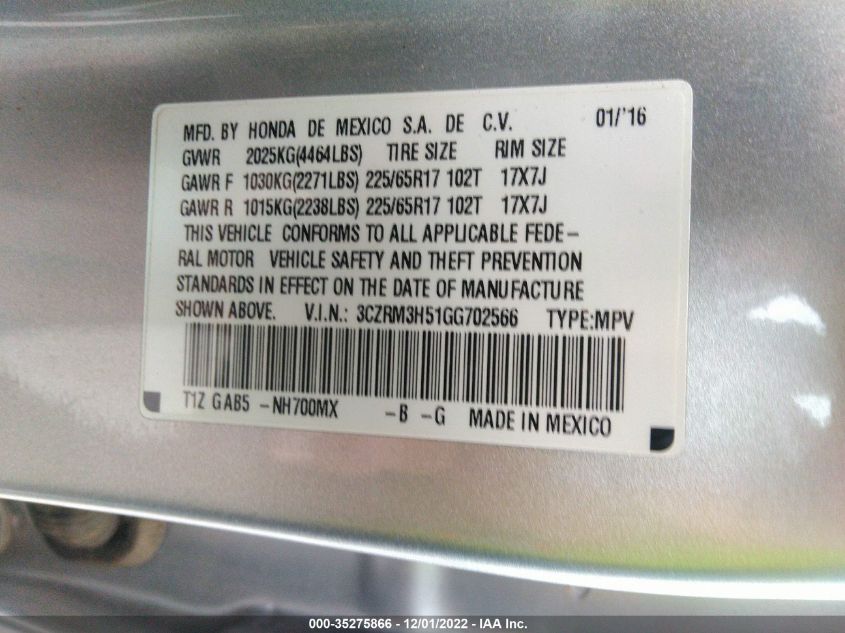 MFD. BY HONDA DE MEXICO S.A. DE C.V. 01/'16
GVWR 2025KG(4464LBS) TIRE SIZE RIM SIZE
GAWR F 1030KG(2271LBS) 225/65R17 102T 17X7J
GAWR R 1015KG(2238LBS) 225/65R17 102T 17X7J
THIS VEHICLE CONFORMS TO ALL APPLICABLE FEDE-
RAL MOTOR VEHICLE SAFETY AND THEFT PREVENTION
STANDARDS IN EFFECT ON THE DATE OF MANUFACTURE
SHOWN ABOVE. V.I.N.: 3CZRM3H51GG702566 TYPE:MPV
T1Z GAB5 -NH700MX -B -G MADE IN MEXICO
000-35275866 - 12/01/2022 - IAA Inc.